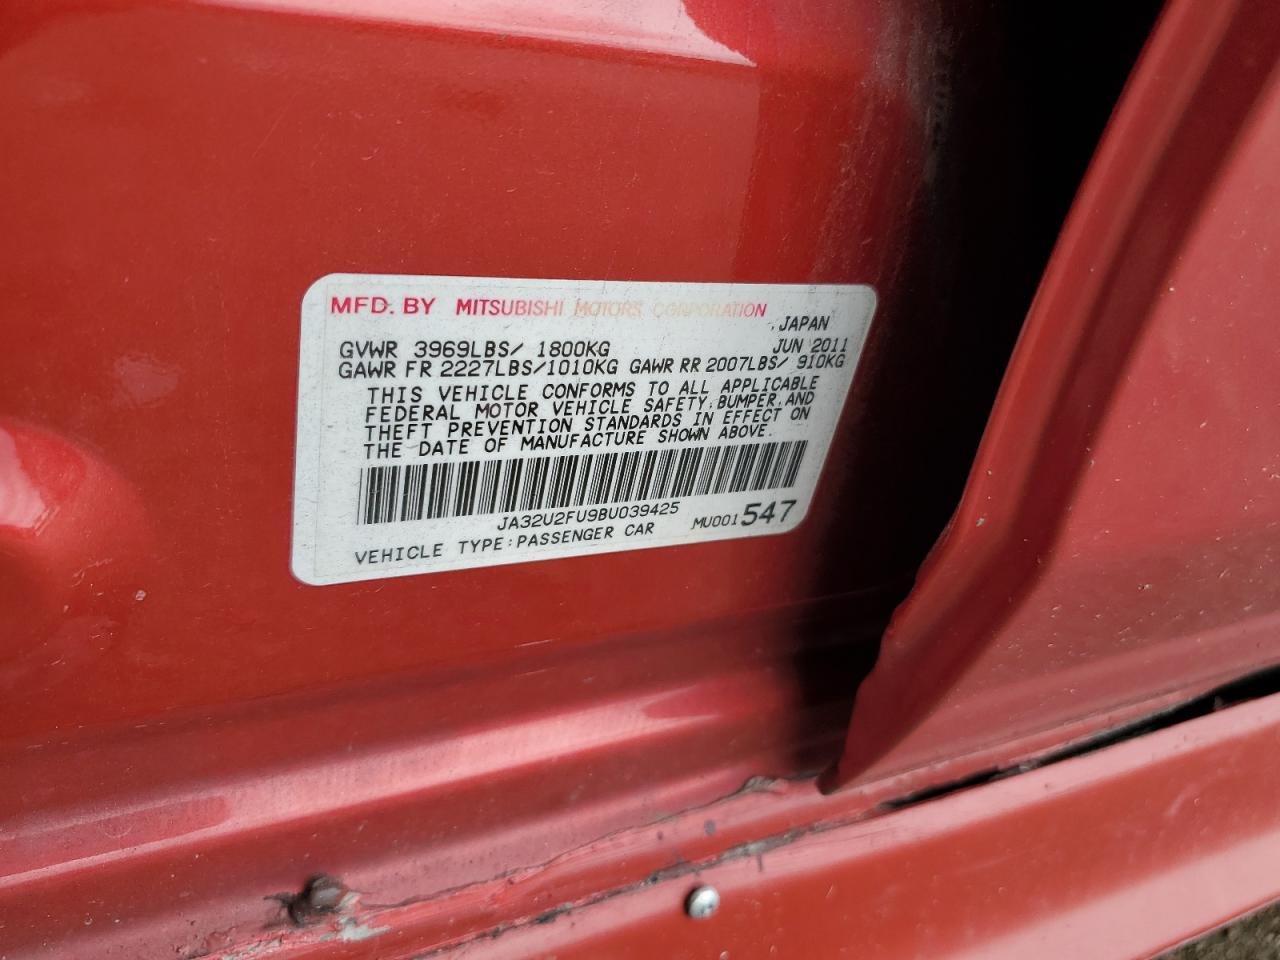 MFD. BY MITSUBISHI MOTORS CORPORATION
, JAPAN
GVWR 3969LBS/ 1800KG JUN 2011
GAWR FR 2227LBS/1010KG GAWR RR 2007LBS/ 910KG
THIS VEHICLE CONFORMS TO ALL APPLICABLE
FEDERAL MOTOR VEHICLE SAFETY, BUMPER, AND
THEFT PREVENTION STANDARDS IN EFFECT ON
THE DATE OF MANUFACTURE SHOWN ABOVE.
JA32U2FU9BU039425
VEHICLE TYPE:PASSENGER CAR MU001547